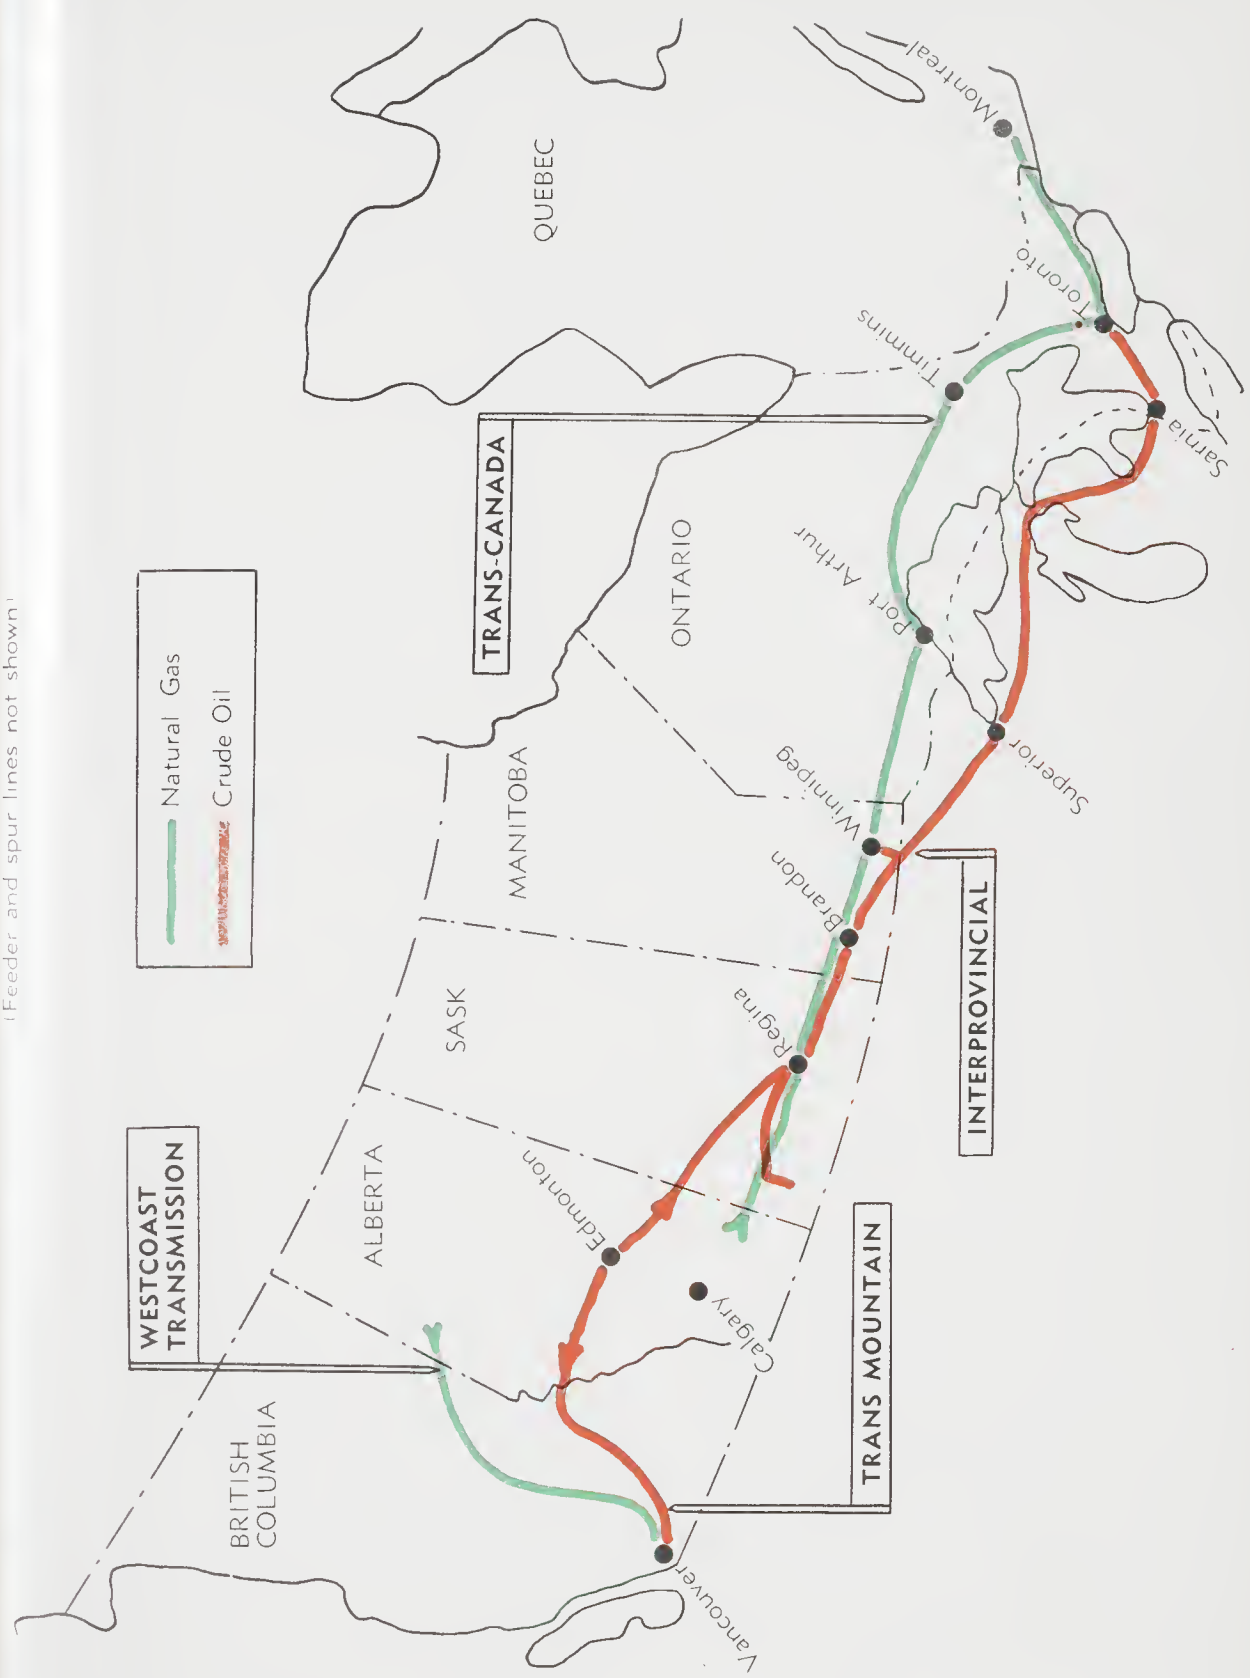 (Feeder and spur lines not shown)
Natural Gas
Crude Oil
WESTCOAST
TRANSMISSION
TRANS-CANADA
TRANS MOUNTAIN
INTERPROVINCIAL
BRITISH
COLUMBIA
ALBERTA
SASK
MANITOBA
ONTARIO
QUEBEC
Vancouver
Calgary
Edmonton
Regina
Brandon
Winnipeg
Superior
Port Arthur
Timmins
Sarnia
Toronto
Montreal